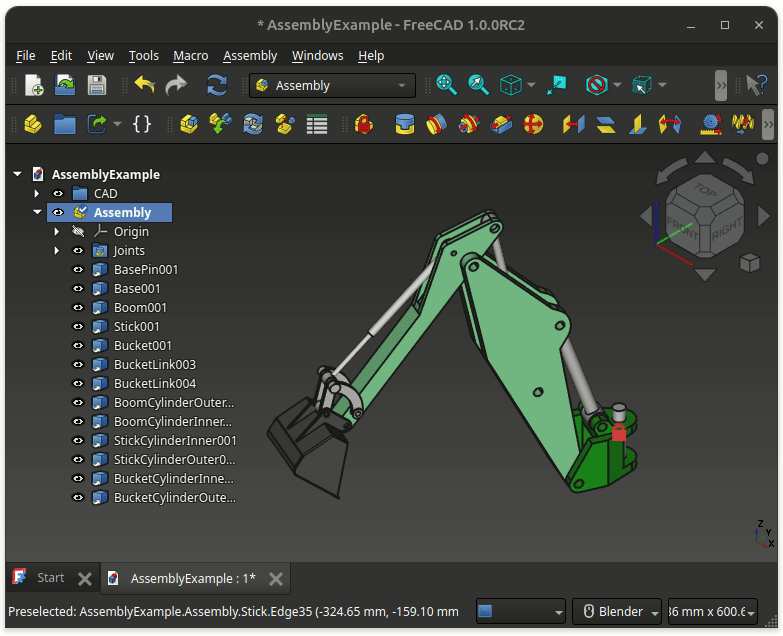 * AssemblyExample - FreeCAD 1.0.0RC2
File Edit View Tools Macro Assembly Windows Help
Assembly
AssemblyExample
CAD
Assembly
Origin
Joints
BasePin001
Base001
Boom001
Stick001
Bucket001
BucketLink003
BucketLink004
BoomCylinderOuter...
BoomCylinderInner...
StickCylinderInner001
StickCylinderOuter0...
BucketCylinderInne...
BucketCylinderOute...
TOP
FRONT
RIGHT
Z
Y
X
Start
AssemblyExample : 1*
Preselected: AssemblyExample.Assembly.Stick.Edge35 (-324.65 mm, -159.10 mm
Blender
36 mm x 600.6